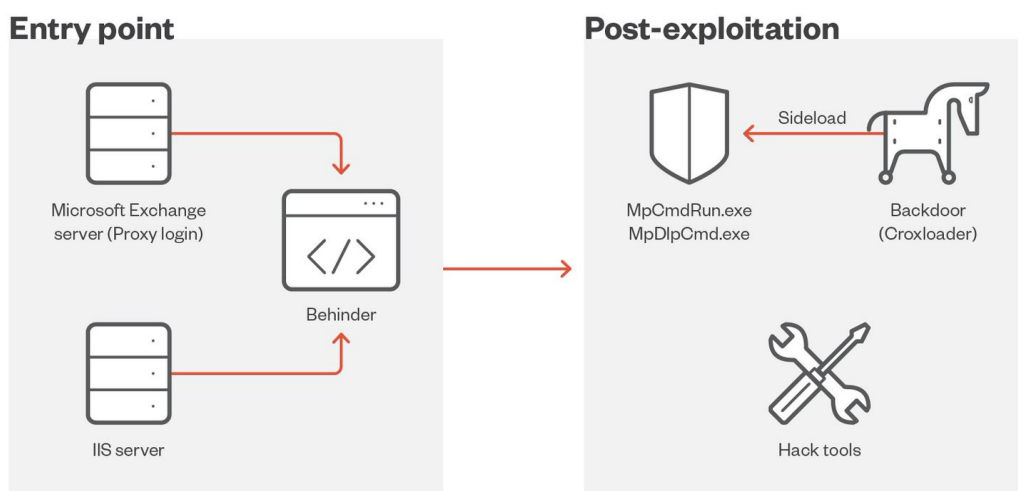 Entry point
Microsoft Exchange
server (Proxy login)
</>
Behinder
IIS server
Post-exploitation
Sideload
MpCmdRun.exe
MpDlpCmd.exe
Backdoor
(Croxloader)
Hack tools